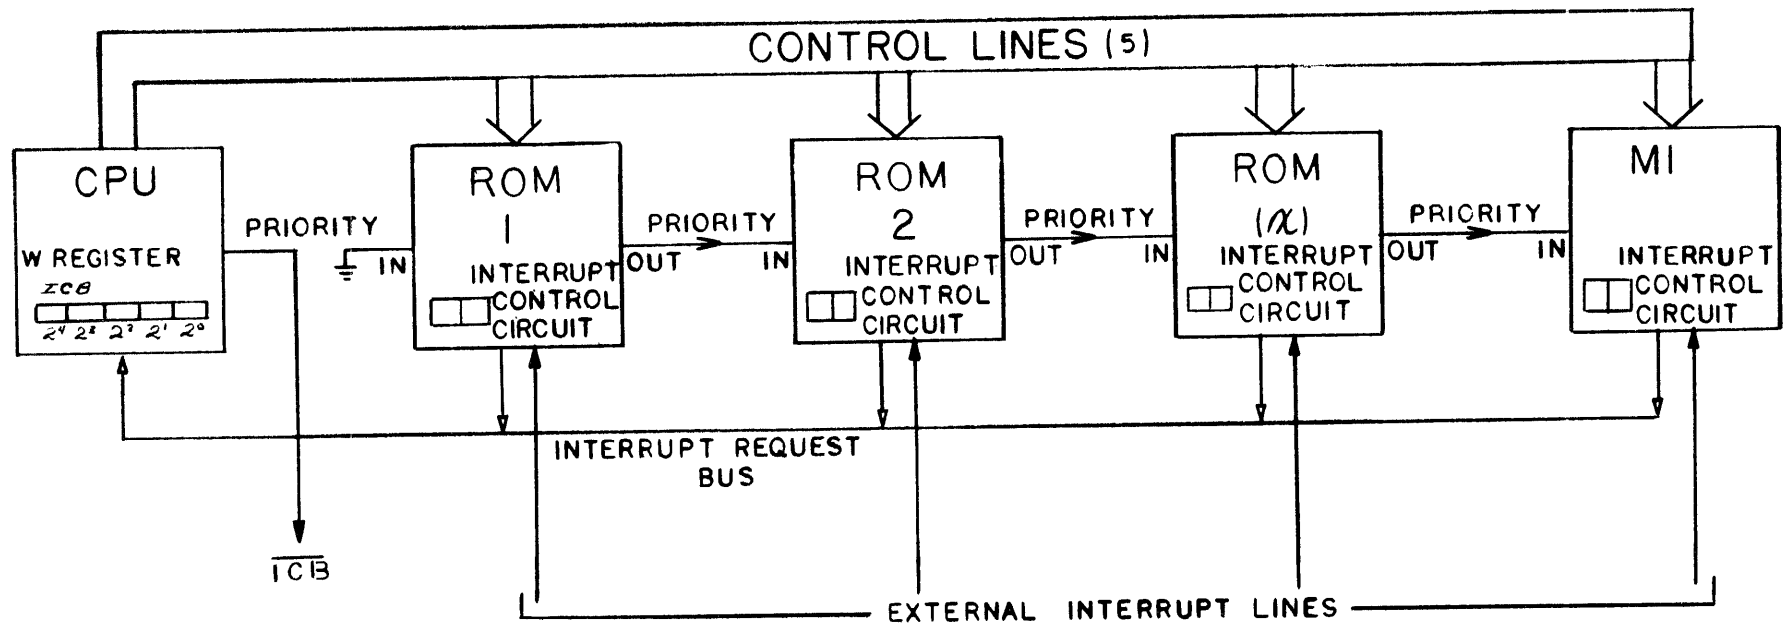 CONTROL LINES (5)
CPU
W REGISTER
ICB
2⁴ 2³ 2² 2¹ 2⁰
PRIORITY
IN
ROM
1
INTERRUPT
CONTROL
CIRCUIT
PRIORITY
OUT
IN
ROM
2
INTERRUPT
CONTROL
CIRCUIT
PRIORITY
OUT
IN
ROM
(x)
INTERRUPT
CONTROL
CIRCUIT
PRIORITY
OUT
IN
MI
INTERRUPT
CONTROL
CIRCUIT
INTERRUPT REQUEST
BUS
ICB
EXTERNAL INTERRUPT LINES